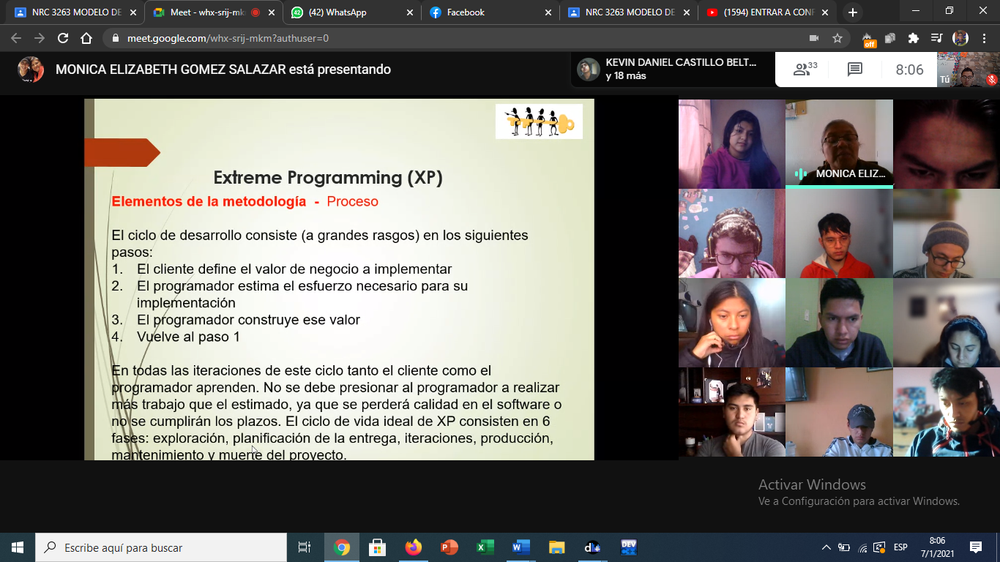 NRC 3263 MODELO DE
Meet - whx-srij-mk
(42) WhatsApp
Facebook
NRC 3263 MODELO DE
(1594) ENTRAR A CONF
meet.google.com/whx-srij-mkm?authuser=0
off
MONICA ELIZABETH GOMEZ SALAZAR está presentando
KEVIN DANIEL CASTILLO BELT...
y 18 más
33
8:06
Tú
Extreme Programming (XP)
Elementos de la metodología - Proceso
El ciclo de desarrollo consiste (a grandes rasgos) en los siguientes
pasos:
1. El cliente define el valor de negocio a implementar
2. El programador estima el esfuerzo necesario para su
implementación
3. El programador construye ese valor
4. Vuelve al paso 1
En todas las iteraciones de este ciclo tanto el cliente como el
programador aprenden. No se debe presionar al programador a realizar
más trabajo que el estimado, ya que se perderá calidad en el software o
no se cumplirán los plazos. El ciclo de vida ideal de XP consisten en 6
fases: exploración, planificación de la entrega, iteraciones, producción,
mantenimiento y muerte del proyecto.
MONICA ELIZ...
Activar Windows
Ve a Configuración para activar Windows.
Escribe aquí para buscar
DEV
ESP
8:06
7/1/2021